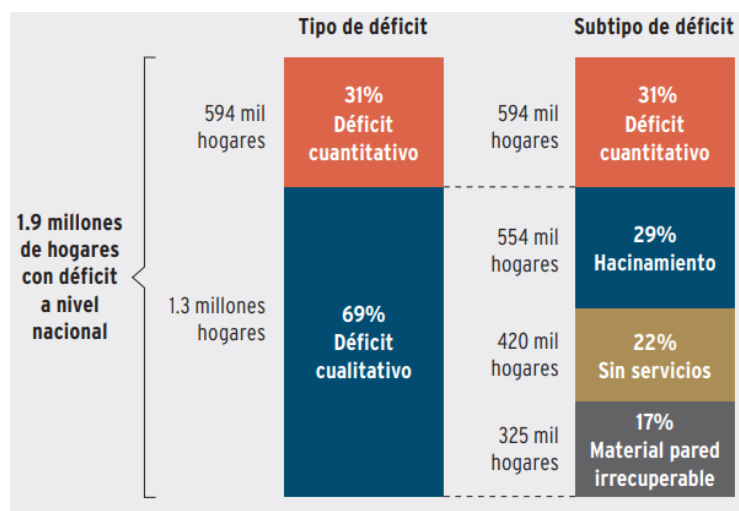 Tipo de déficit
Subtipo de déficit
1.9 millones
de hogares
con déficit
a nivel
nacional
594 mil
hogares
31%
Déficit
cuantitativo
1.3 millones
hogares
69%
Déficit
cualitativo
594 mil
hogares
31%
Déficit
cuantitativo
554 mil
hogares
29%
Hacinamiento
420 mil
hogares
22%
Sin servicios
325 mil
hogares
17%
Material pared
irrecuperable